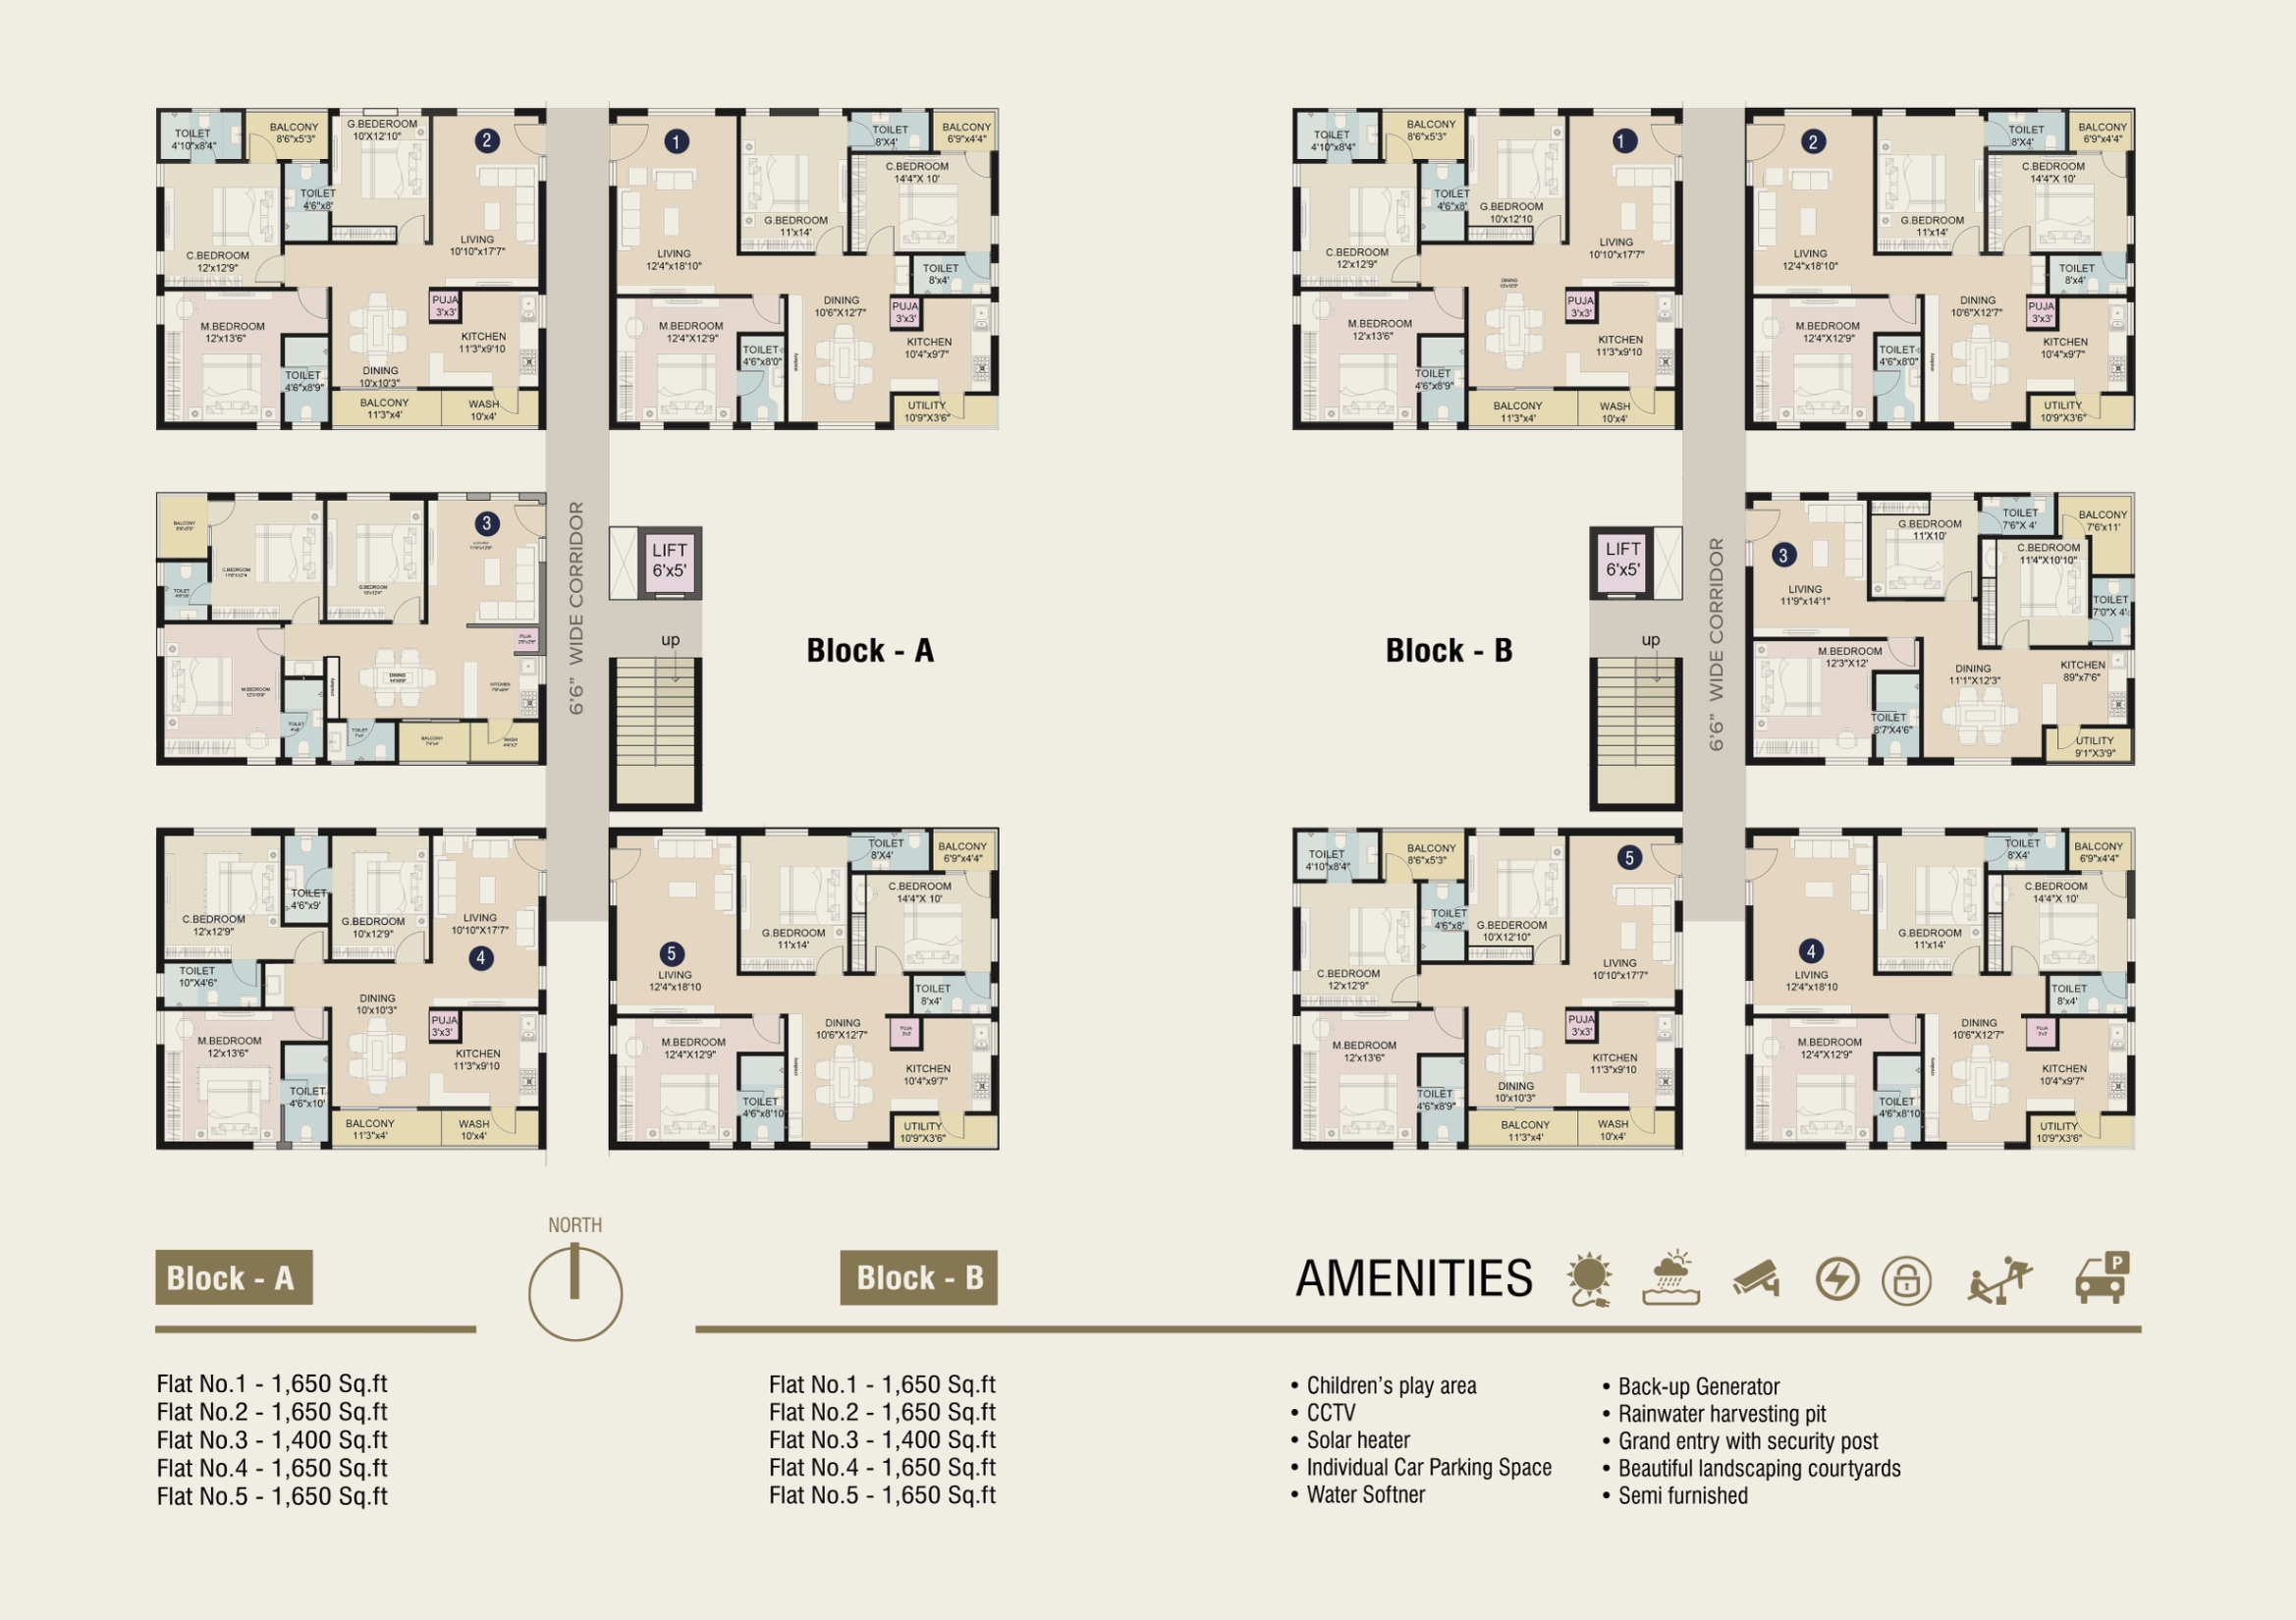 TOILET
4'10"x8'4"
BALCONY
8'6"x5'3"
G.BEDEROOM
10'X12'10"
2
TOILET
4'6"x8'
LIVING
10'10"x17'7"
C.BEDROOM
12'x12'9"
PUJA
3'x3'
M.BEDROOM
12'x13'6"
KITCHEN
11'3"x9'10
TOILET
4'6"x8'9"
DINING
10'x10'3"
BALCONY
11'3"x4'
WASH
10'x4'
1
TOILET
8'X4'
BALCONY
6'9"x4'4"
C.BEDROOM
14'4"X 10'
G.BEDROOM
11'x14'
LIVING
12'4"x18'10"
TOILET
8'x4'
DINING
10'6"X12'7"
PUJA
3'x3'
M.BEDROOM
12'4"X12'9"
KITCHEN
10'4"x9'7"
TOILET
4'6"x8'0"
crockery
UTILITY
10'9"X3'6"
TOILET
4'10"x8'4"
BALCONY
8'6"x5'3"
1
TOILET
4'6"x8'
G.BEDROOM
10'x12'10
LIVING
10'10"x17'7"
C.BEDROOM
12'x12'9"
DINING
PUJA
3'x3'
M.BEDROOM
12'x13'6"
KITCHEN
11'3"x9'10
TOILET
4'6"x8'9"
BALCONY
11'3"x4'
WASH
10'x4'
2
TOILET
8'X4'
BALCONY
6'9"x4'4"
C.BEDROOM
14'4"X 10'
G.BEDROOM
11'x14'
LIVING
12'4"x18'10"
TOILET
8'x4'
DINING
10'6"X12'7"
PUJA
3'x3'
M.BEDROOM
12'4"X12'9"
KITCHEN
10'4"x9'7"
TOILET
4'6"x8'0"
crockery
UTILITY
10'9"X3'6"
BALCONY
3
C.BEDROOM
G.BEDROOM
TOILET
PUJA
M.BEDROOM
DINING
KITCHEN
crockery
TOILET
TOILET
BALCONY
WASH
6'6" WIDE CORRIDOR
LIFT
6'x5'
up
Block - A
Block - B
LIFT
6'x5'
up
6'6" WIDE CORRIDOR
3
G.BEDROOM
11'X10'
TOILET
7'6"X 4'
BALCONY
7'6"x11'
C.BEDROOM
11'4"X10'10"
LIVING
11'9"x14'1"
TOILET
7'0"X 4'
M.BEDROOM
12'3"X12'
DINING
11'1"X12'3"
KITCHEN
89"x7'6"
TOILET
8'7"X4'6"
UTILITY
9'1"X3'9"
TOILET
4'6"x9'
C.BEDROOM
12'x12'9"
G.BEDROOM
10'x12'9"
LIVING
10'10"X17'7"
4
TOILET
10"X4'6"
DINING
10'x10'3"
PUJA
3'x3'
M.BEDROOM
12'x13'6"
KITCHEN
11'3"x9'10
TOILET
4'6"x10'
BALCONY
11'3"x4'
WASH
10'x4'
TOILET
8'X4'
BALCONY
6'9"x4'4"
C.BEDROOM
14'4"X 10'
G.BEDROOM
11'x14'
5
LIVING
12'4"x18'10
TOILET
8'x4'
DINING
10'6"X12'7"
PUJA
M.BEDROOM
12'4"X12'9"
KITCHEN
10'4"x9'7"
TOILET
4'6"x8'10
crockery
UTILITY
10'9"X3'6"
TOILET
4'10"x8'4"
BALCONY
8'6"x5'3"
5
TOILET
4'6"x8'
G.BEDROOM
10'X12'10"
LIVING
10'10"x17'7"
C.BEDROOM
12'x12'9"
PUJA
3'x3'
M.BEDROOM
12'x13'6"
KITCHEN
11'3"x9'10
DINING
10'x10'3"
TOILET
4'6"x8'9"
BALCONY
11'3"x4'
WASH
10'x4'
TOILET
8'X4'
BALCONY
6'9"x4'4"
C.BEDROOM
14'4"X 10'
G.BEDROOM
11'x14'
4
LIVING
12'4"x18'10
TOILET
8'x4'
DINING
10'6"X12'7"
PUJA
M.BEDROOM
12'4"X12'9"
KITCHEN
10'4"x9'7"
TOILET
4'6"x8'10
crockery
UTILITY
10'9"X3'6"
NORTH
Block - A
Block - B
AMENITIES
P
Flat No.1 - 1,650 Sq.ft
Flat No.2 - 1,650 Sq.ft
Flat No.3 - 1,400 Sq.ft
Flat No.4 - 1,650 Sq.ft
Flat No.5 - 1,650 Sq.ft
Flat No.1 - 1,650 Sq.ft
Flat No.2 - 1,650 Sq.ft
Flat No.3 - 1,400 Sq.ft
Flat No.4 - 1,650 Sq.ft
Flat No.5 - 1,650 Sq.ft
• Children's play area
• CCTV
• Solar heater
• Individual Car Parking Space
• Water Softner
• Back-up Generator
• Rainwater harvesting pit
• Grand entry with security post
• Beautiful landscaping courtyards
• Semi furnished